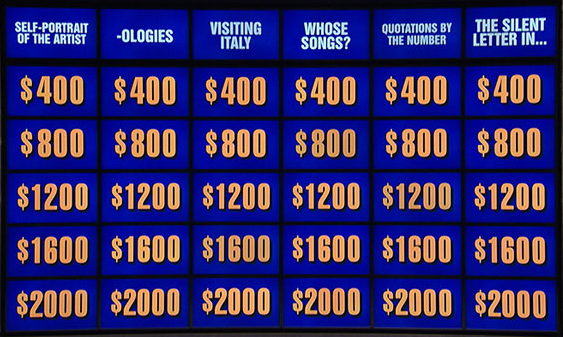 SELF-PORTRAIT
OF THE ARTIST
-OLOGIES
VISITING
ITALY
WHOSE
SONGS?
QUOTATIONS BY
THE NUMBER
THE SILENT
LETTER IN...
$400 $400 $400 $400 $400 $400
$800 $800 $800 $800 $800 $800
$1200 $1200 $1200 $1200 $1200 $1200
$1600 $1600 $1600 $1600 $1600 $1600
$2000 $2000 $2000 $2000 $2000 $2000